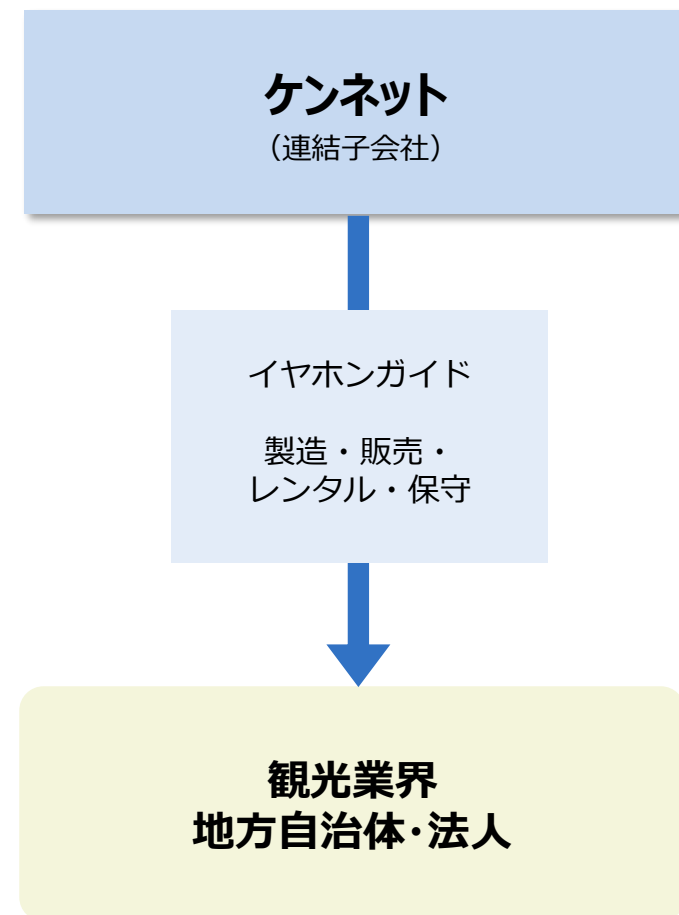 ケンネット
（連結子会社）
イヤホンガイド
製造・販売・
レンタル・保守
観光業界
地方自治体･法人